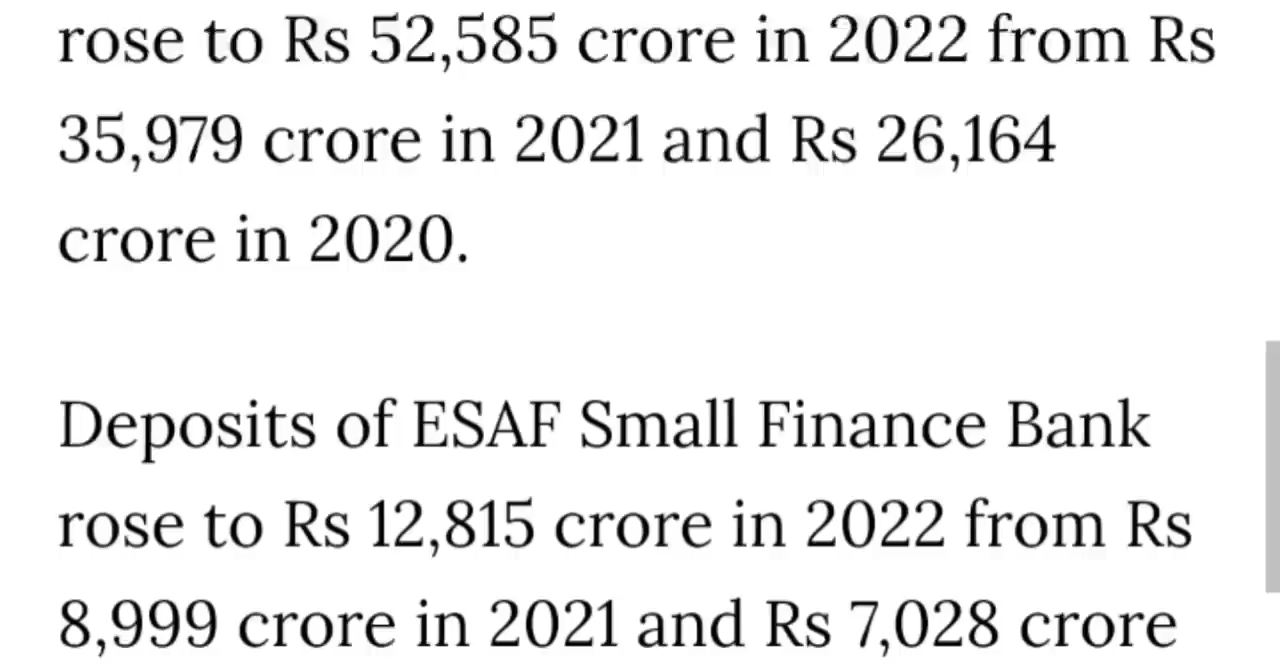 rose to Rs 52,585 crore in 2022 from Rs
35,979 crore in 2021 and Rs 26,164
crore in 2020.
Deposits of ESAF Small Finance Bank
rose to Rs 12,815 crore in 2022 from Rs
8,999 crore in 2021 and Rs 7,028 crore